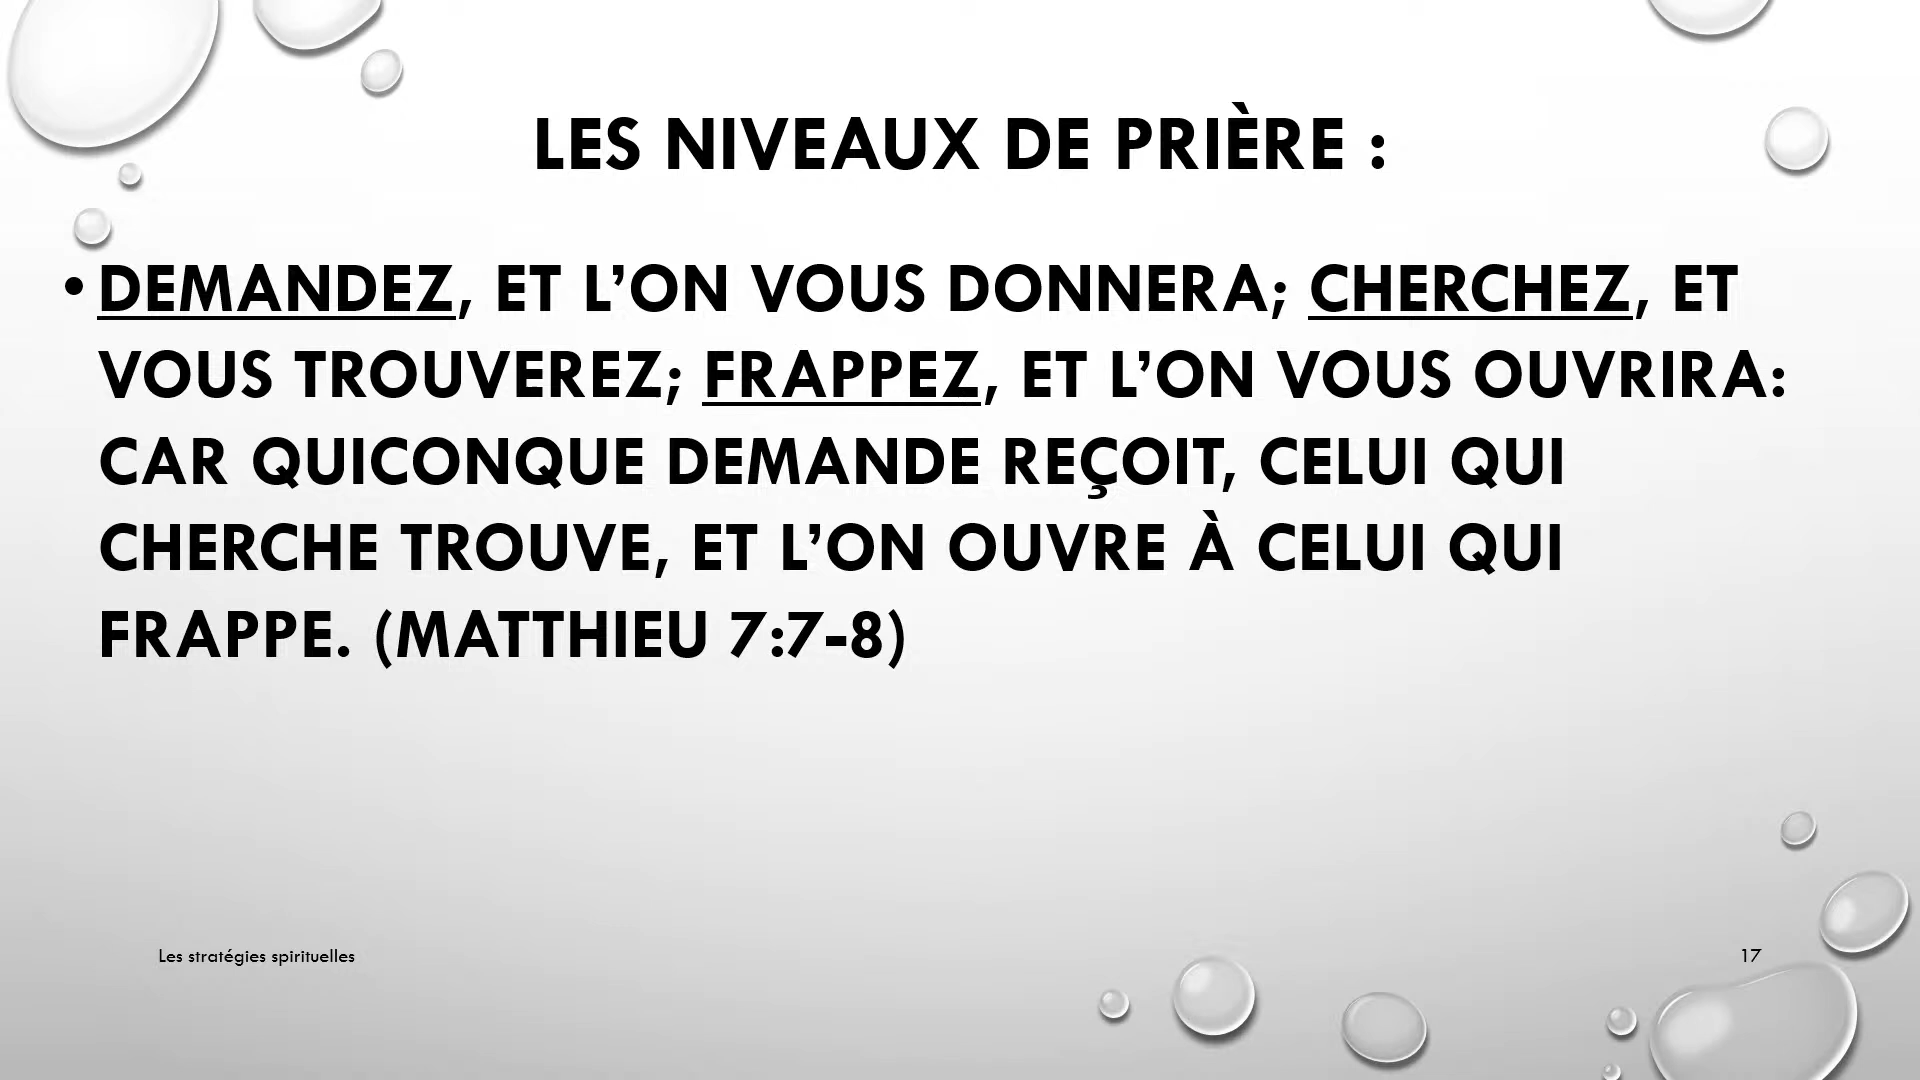 LES NIVEAUX DE PRIÈRE :
• DEMANDEZ, ET L’ON VOUS DONNERA; CHERCHEZ, ET
VOUS TROUVEREZ; FRAPPEZ, ET L’ON VOUS OUVRIRA:
CAR QUICONQUE DEMANDE REÇOIT, CELUI QUI
CHERCHE TROUVE, ET L’ON OUVRE À CELUI QUI
FRAPPE. (MATTHIEU 7:7-8)
Les stratégies spirituelles
17